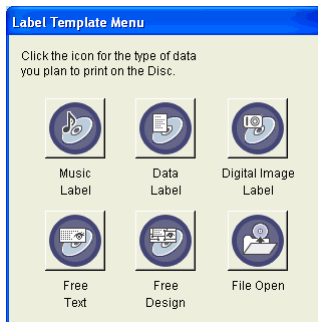 Label Template Menu
Click the icon for the type of data
you plan to print on the Disc.
Music Label
Data Label
Digital Image Label
Free Text
Free Design
File Open